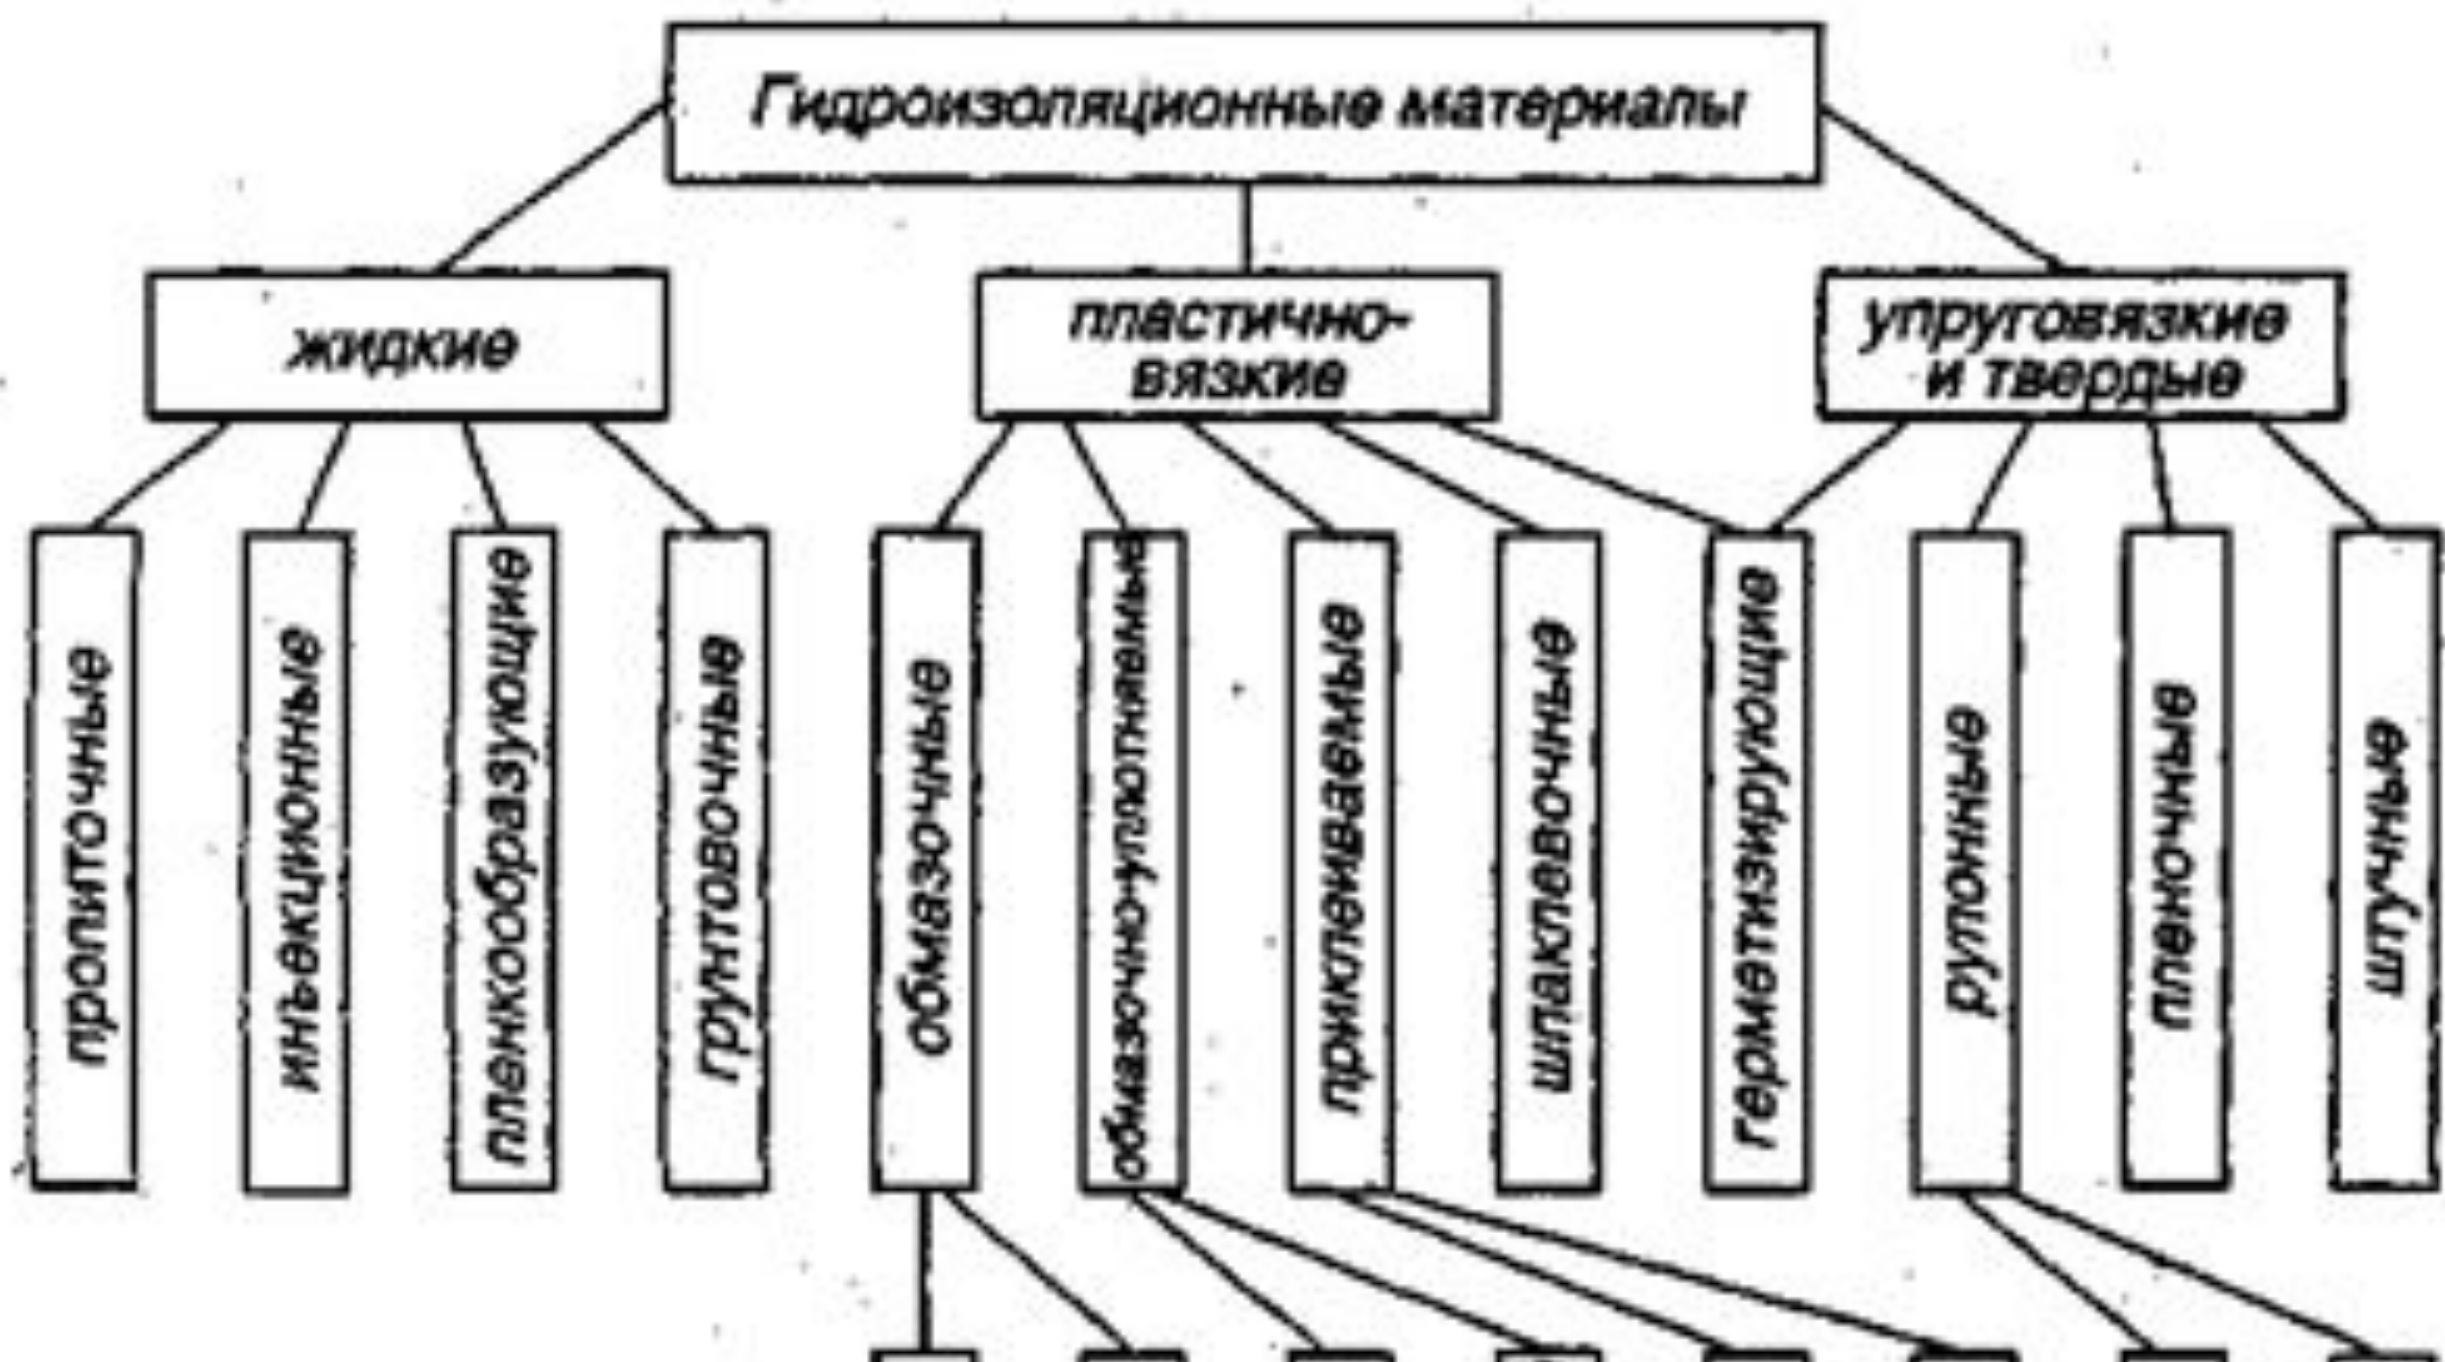 Гидроизоляционные материалы
жидкие
пластично-
вязкие
упруговязкие
и твердые
пропиточные
инъекционные
пленкообразующие
грунтовочные
обмазочные
обмазочно-уплотняемые
приклеиваемые
шпаклевочные
герметизирующие
рулонные
пленочные
штучные